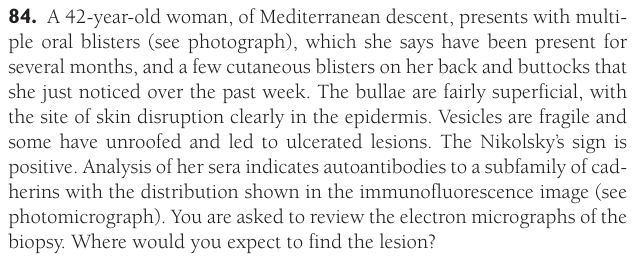 84. A 42-year-old woman, of Mediterranean descent, presents with multi-
ple oral blisters (see photograph), which she says have been present for
several months, and a few cutaneous blisters on her back and buttocks that
she just noticed over the past week. The bullae are fairly superficial, with
the site of skin disruption clearly in the epidermis. Vesicles are fragile and
some have unroofed and led to ulcerated lesions. The Nikolsky's sign is
positive. Analysis of her sera indicates autoantibodies to a subfamily of cad-
herins with the distribution shown in the immunofluorescence image (see
photomicrograph). You are asked to review the electron micrographs of the
biopsy. Where would you expect to find the lesion?